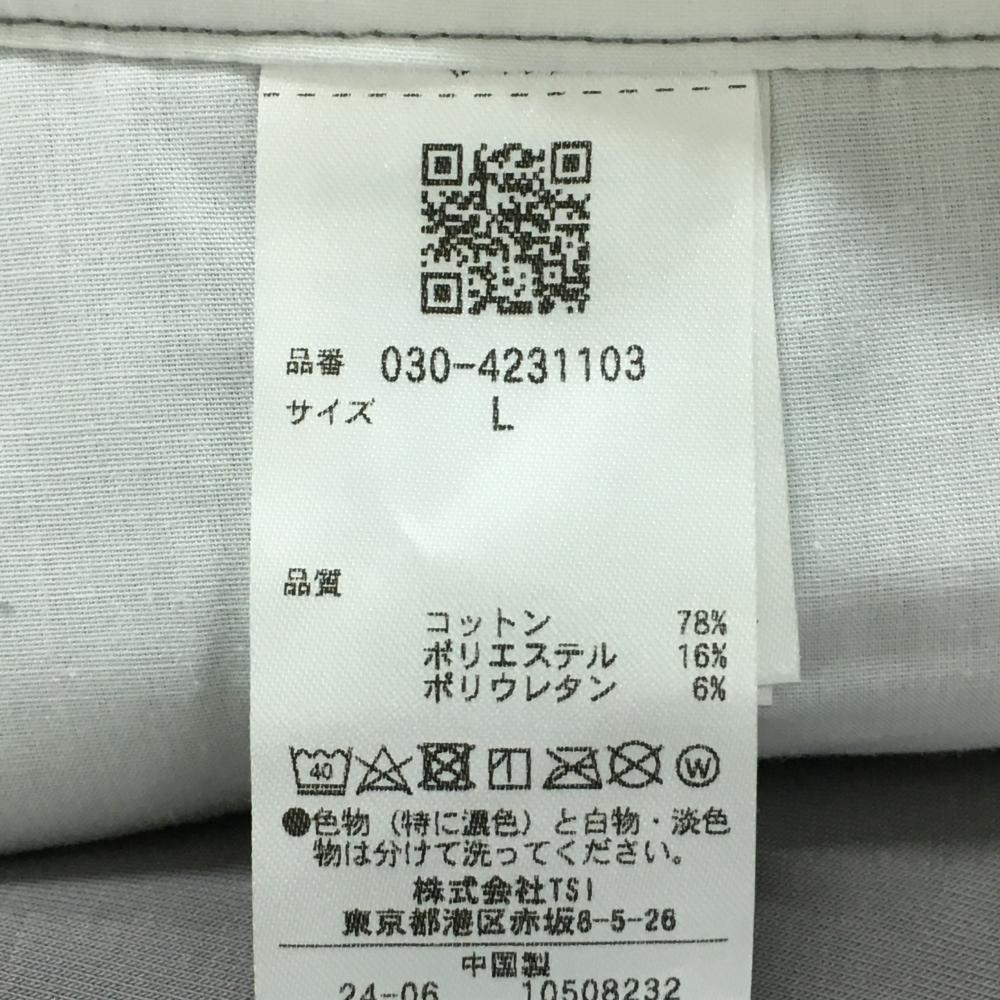 品番 030-4231103
サイズ L
品質
コットン 78%
ポリエステル 16%
ポリウレタン 6%
40 W
●色物（特に濃色）と白物・淡色
物は分けて洗ってください。
株式会社TSI
東京都港区赤坂8-5-26
中国製
24-06 10508232